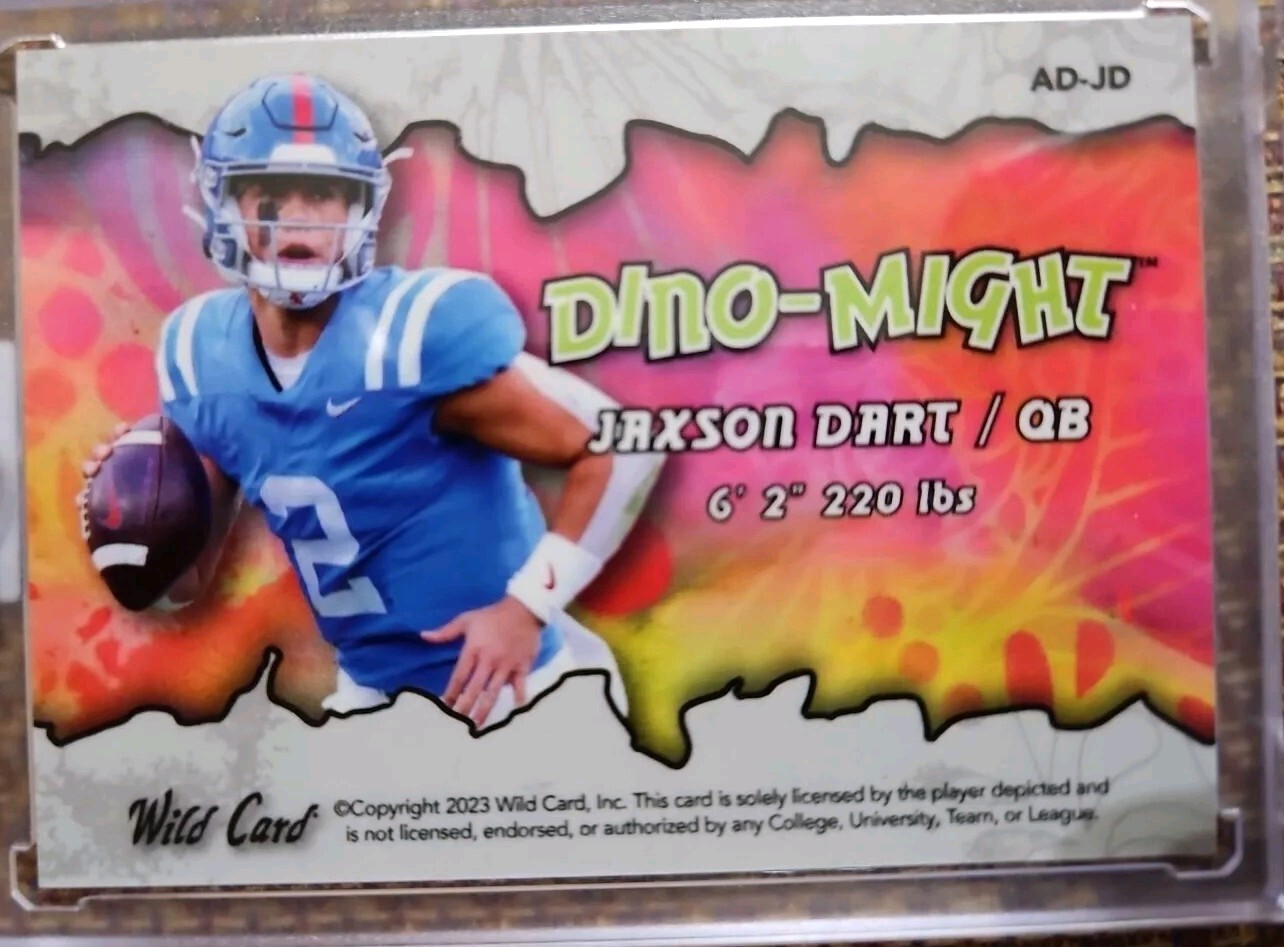 AD-JD
DINO-MIGHT™
JAXSON DART / QB
6' 2" 220 lbs
2
Wild Card
©Copyright 2023 Wild Card, Inc. This card is solely licensed by the player depicted and
is not licensed, endorsed, or authorized by any College, University, Team, or League.